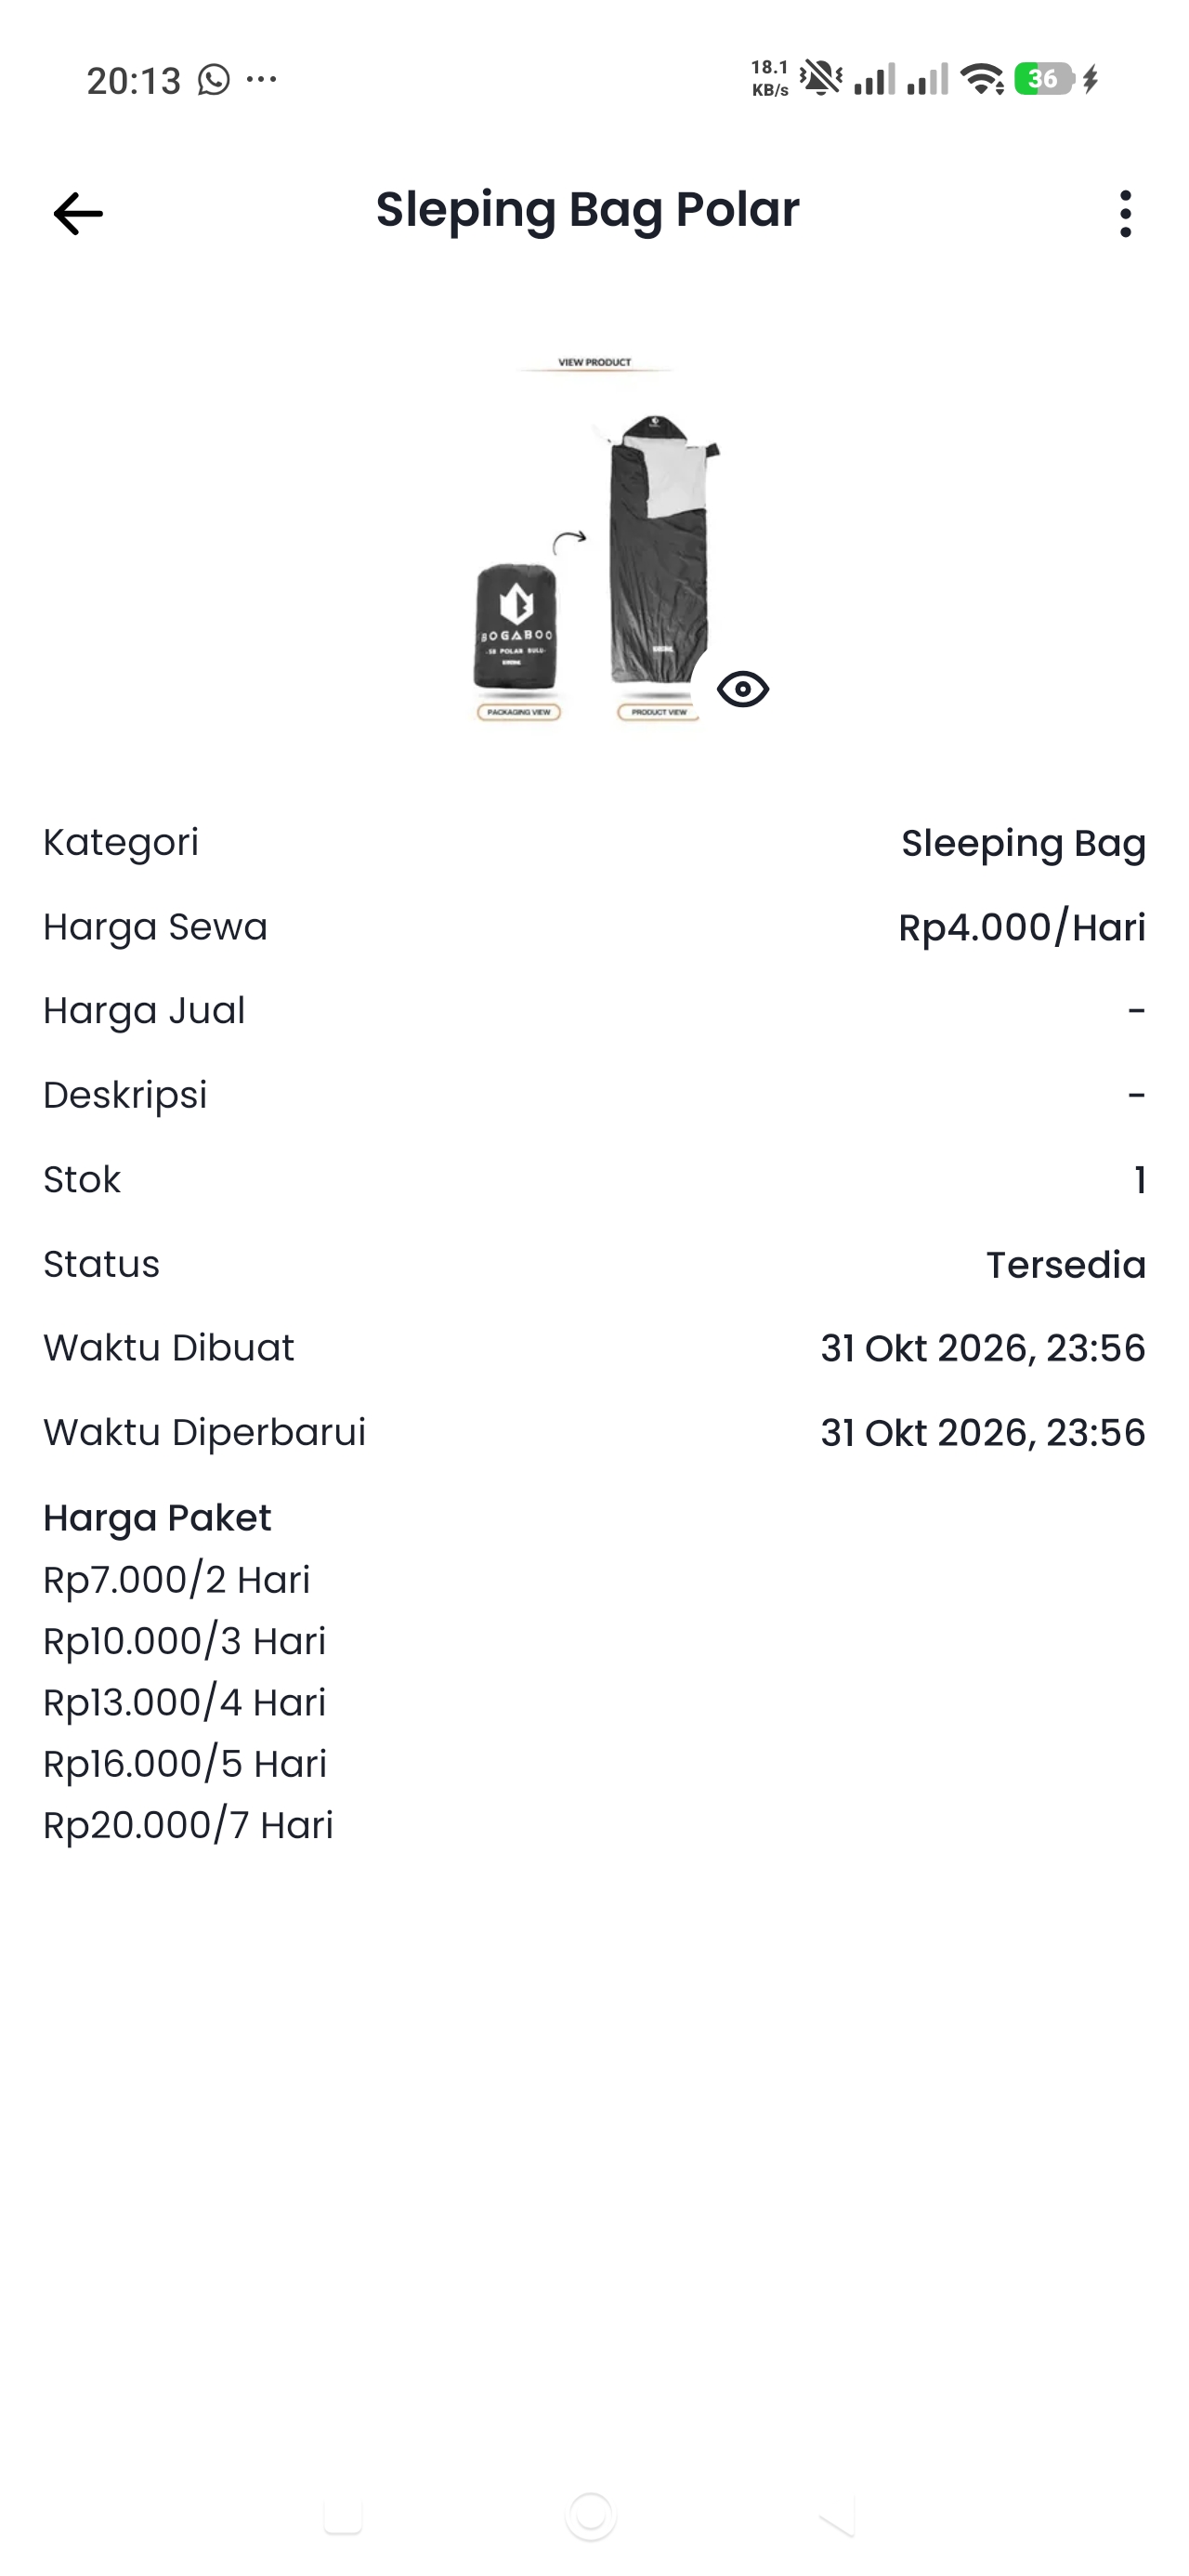 20:13
18.1
KB/s
36
Sleping Bag Polar
VIEW PRODUCT
BOGABOO
-SB POLAR BULU-
PACKAGING VIEW
PRODUCT VIEW
Kategori Sleeping Bag
Harga Sewa Rp4.000/Hari
Harga Jual -
Deskripsi -
Stok 1
Status Tersedia
Waktu Dibuat 31 Okt 2026, 23:56
Waktu Diperbarui 31 Okt 2026, 23:56
Harga Paket
Rp7.000/2 Hari
Rp10.000/3 Hari
Rp13.000/4 Hari
Rp16.000/5 Hari
Rp20.000/7 Hari